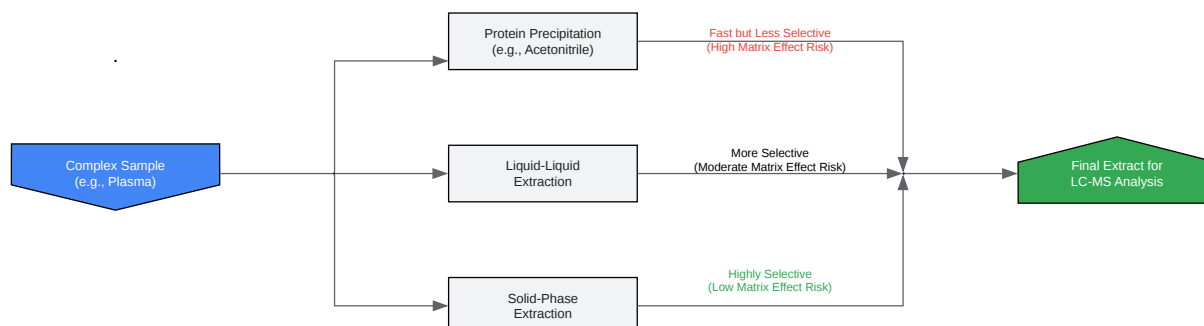 Protein Precipitation
(e.g., Acetonitrile)
Fast but Less Selective
(High Matrix Effect Risk)
Complex Sample
(e.g., Plasma)
Liquid-Liquid
Extraction
More Selective
(Moderate Matrix Effect Risk)
Final Extract for
LC-MS Analysis
Solid-Phase
Extraction
Highly Selective
(Low Matrix Effect Risk)